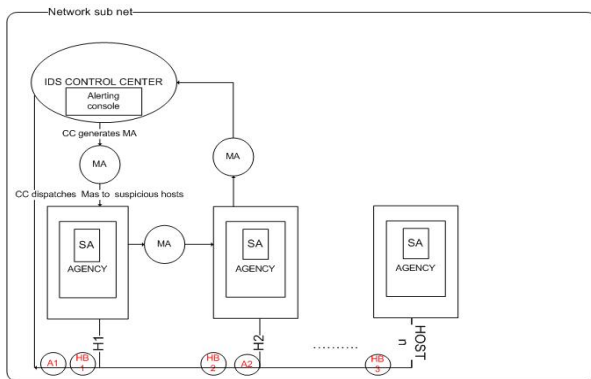 Network sub net
IDS CONTROL CENTER
Alerting
console
CC generates MA
MA
MA
CC dispatches Mas to suspicious hosts
SA
AGENCY
MA
SA
AGENCY
SA
AGENCY
H1
H2
HOST
n
A1
HB
1
HB
2
A2
..........
HB
3